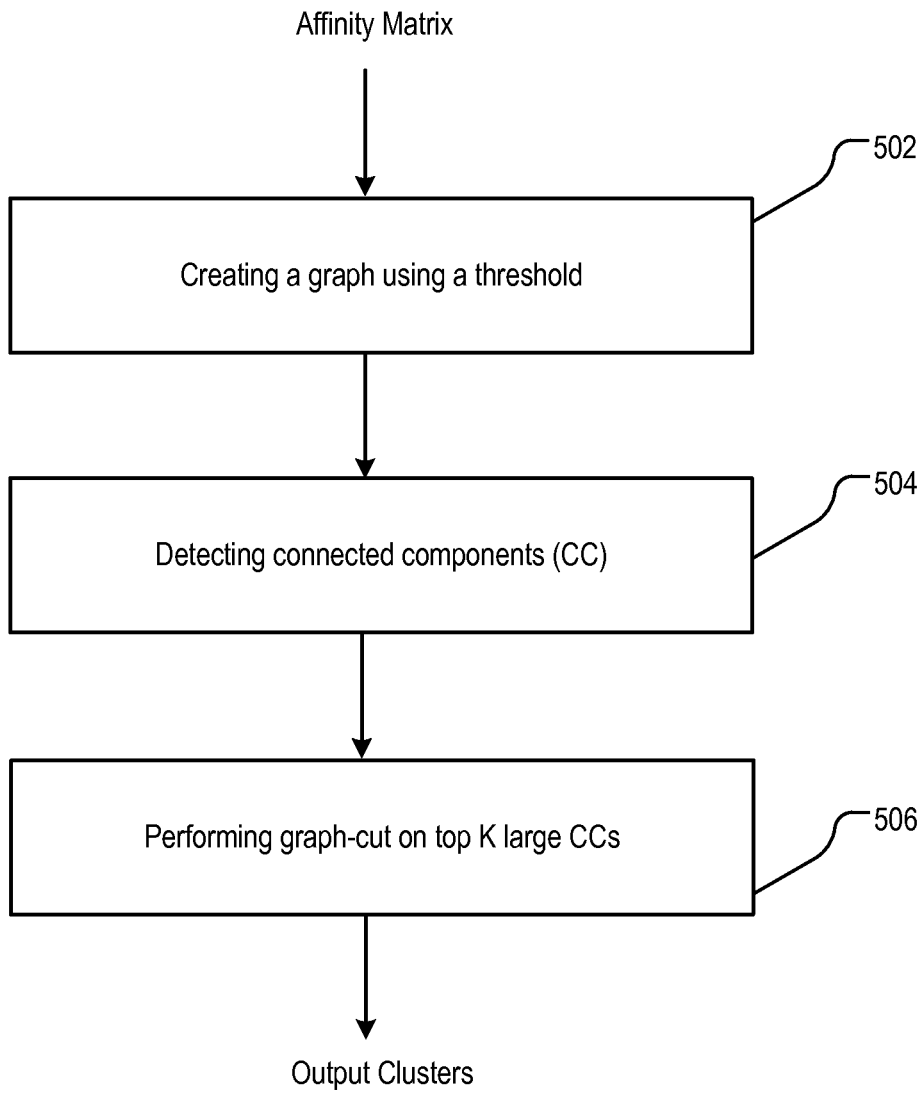 Affinity Matrix
502
Creating a graph using a threshold
504
Detecting connected components (CC)
506
Performing graph-cut on top K large CCs
Output Clusters